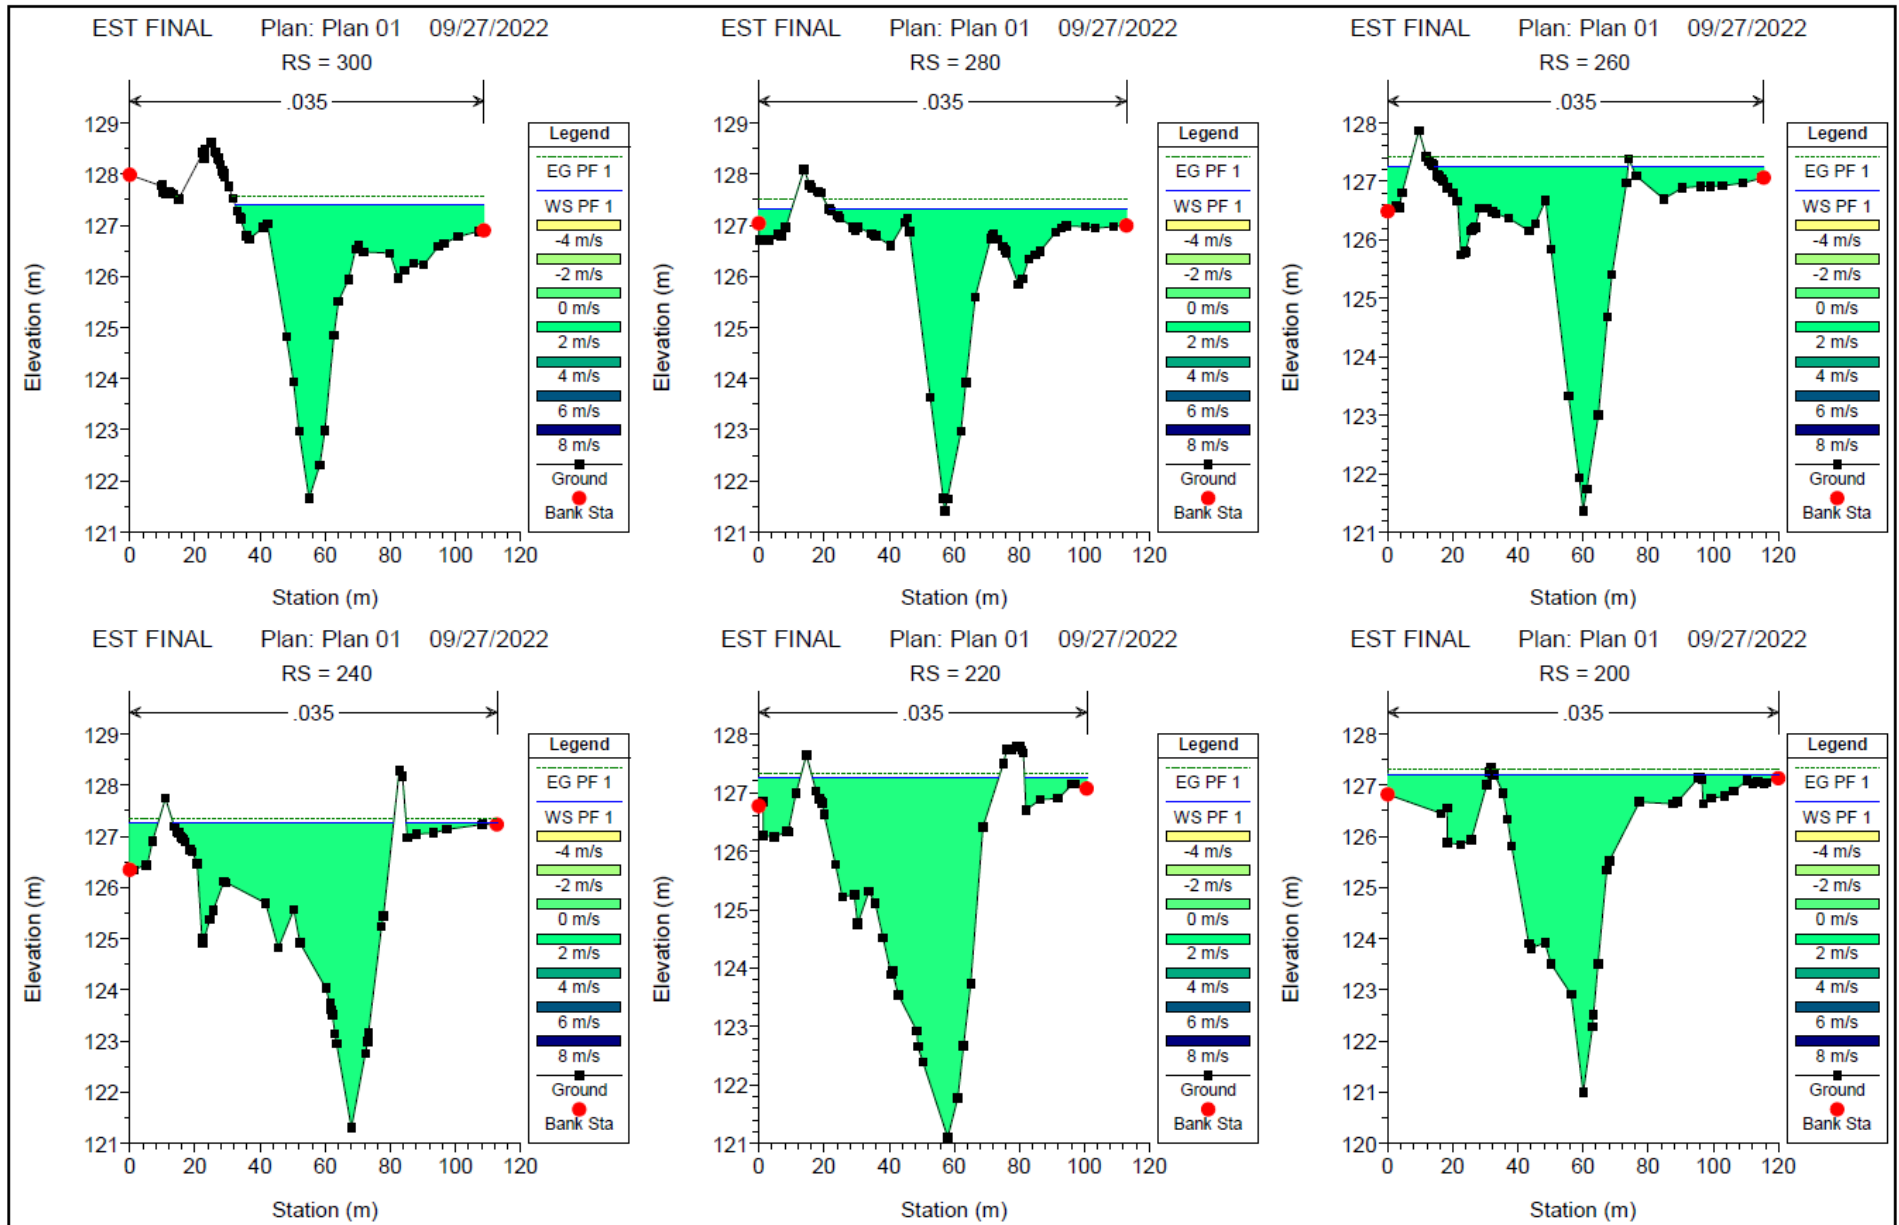 EST FINAL Plan: Plan 01 09/27/2022
RS = 300
.035
129
128
127
126
125
124
123
122
121
0 20 40 60 80 100 120
Station (m)
Elevation (m)
Legend
EG PF 1
WS PF 1
-4 m/s
-2 m/s
0 m/s
2 m/s
4 m/s
6 m/s
8 m/s
Ground
Bank Sta
EST FINAL Plan: Plan 01 09/27/2022
RS = 280
.035
129
128
127
126
125
124
123
122
121
0 20 40 60 80 100 120
Station (m)
Elevation (m)
Legend
EG PF 1
WS PF 1
-4 m/s
-2 m/s
0 m/s
2 m/s
4 m/s
6 m/s
8 m/s
Ground
Bank Sta
EST FINAL Plan: Plan 01 09/27/2022
RS = 260
.035
128
127
126
125
124
123
122
121
0 20 40 60 80 100 120
Station (m)
Elevation (m)
Legend
EG PF 1
WS PF 1
-4 m/s
-2 m/s
0 m/s
2 m/s
4 m/s
6 m/s
8 m/s
Ground
Bank Sta
EST FINAL Plan: Plan 01 09/27/2022
RS = 240
.035
129
128
127
126
125
124
123
122
121
0 20 40 60 80 100 120
Station (m)
Elevation (m)
Legend
EG PF 1
WS PF 1
-4 m/s
-2 m/s
0 m/s
2 m/s
4 m/s
6 m/s
8 m/s
Ground
Bank Sta
EST FINAL Plan: Plan 01 09/27/2022
RS = 220
.035
128
127
126
125
124
123
122
121
0 20 40 60 80 100 120
Station (m)
Elevation (m)
Legend
EG PF 1
WS PF 1
-4 m/s
-2 m/s
0 m/s
2 m/s
4 m/s
6 m/s
8 m/s
Ground
Bank Sta
EST FINAL Plan: Plan 01 09/27/2022
RS = 200
.035
128
127
126
125
124
123
122
121
120
0 20 40 60 80 100 120
Station (m)
Elevation (m)
Legend
EG PF 1
WS PF 1
-4 m/s
-2 m/s
0 m/s
2 m/s
4 m/s
6 m/s
8 m/s
Ground
Bank Sta